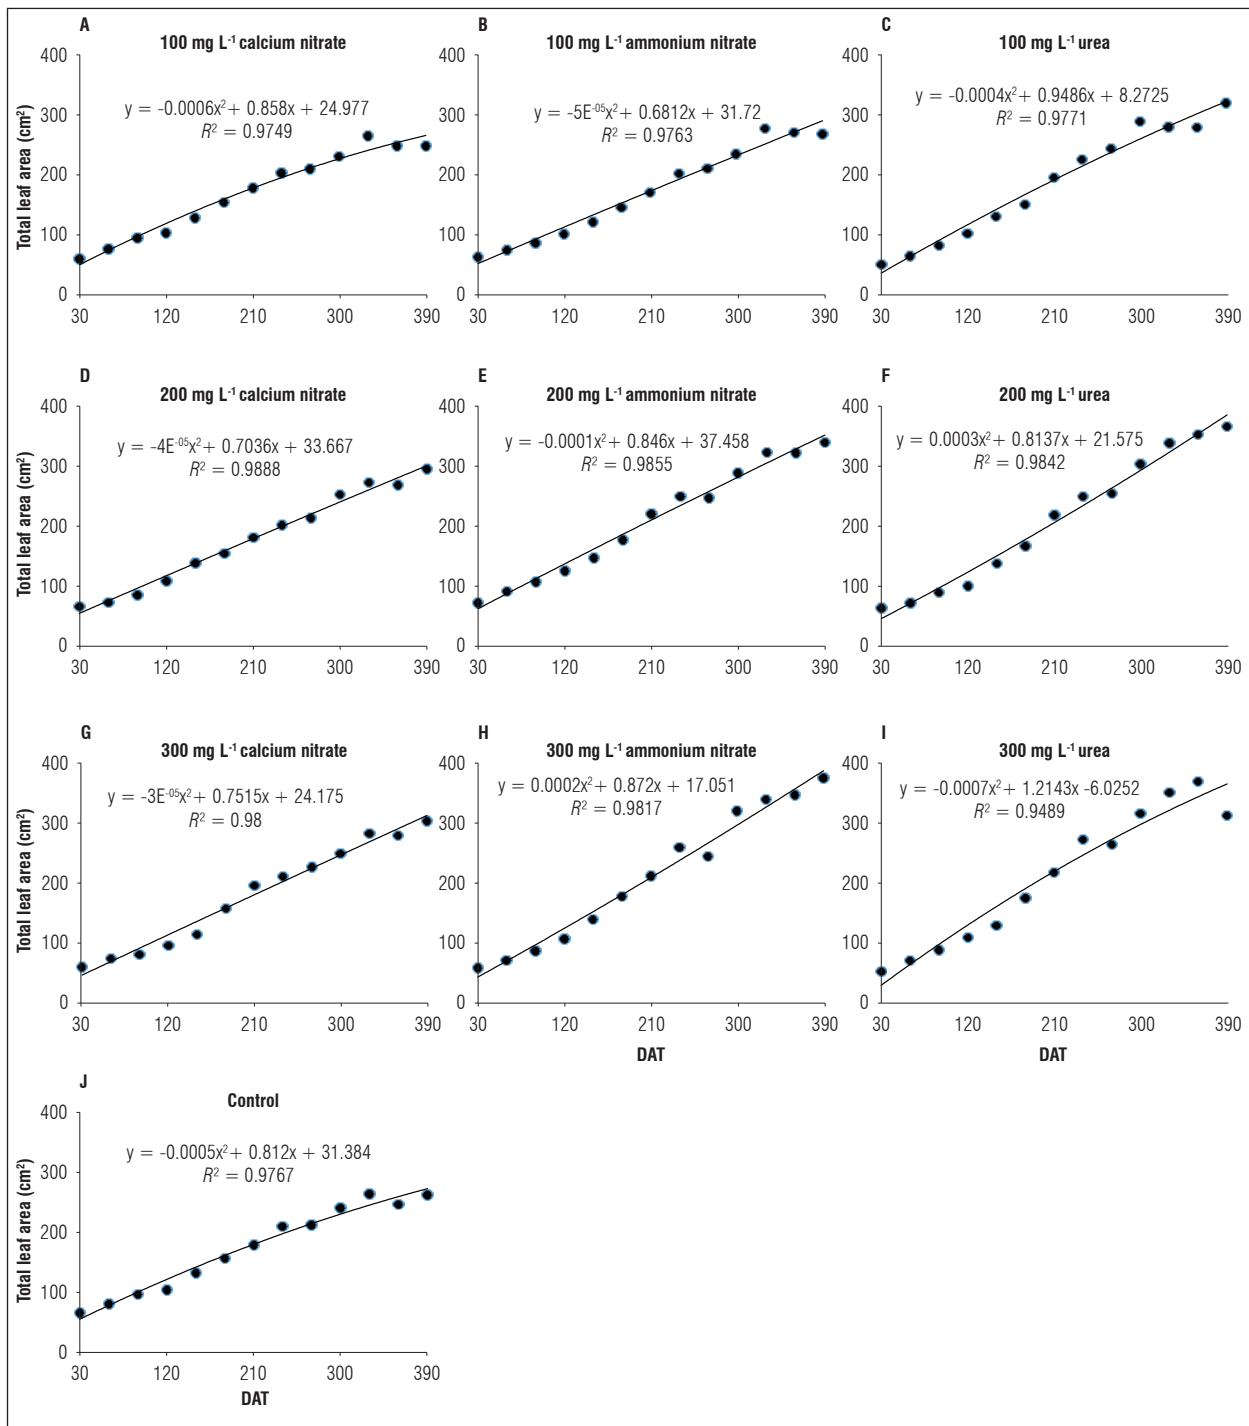 A
100 mg L⁻¹ calcium nitrate
y = -0.0006x² + 0.858x + 24.977
R² = 0.9749
Total leaf area (cm²)
400
300
200
100
0
30 120 210 300 390
B
100 mg L⁻¹ ammonium nitrate
y = -5E⁻⁰⁵x² + 0.6812x + 31.72
R² = 0.9763
400
300
200
100
0
30 120 210 300 390
C
100 mg L⁻¹ urea
y = -0.0004x² + 0.9486x + 8.2725
R² = 0.9771
400
300
200
100
0
30 120 210 300 390
D
200 mg L⁻¹ calcium nitrate
y = -4E⁻⁰⁵x² + 0.7036x + 33.667
R² = 0.9888
Total leaf area (cm²)
400
300
200
100
0
30 120 210 300 390
E
200 mg L⁻¹ ammonium nitrate
y = -0.0001x² + 0.846x + 37.458
R² = 0.9855
400
300
200
100
0
30 120 210 300 390
F
200 mg L⁻¹ urea
y = 0.0003x² + 0.8137x + 21.575
R² = 0.9842
400
300
200
100
0
30 120 210 300 390
G
300 mg L⁻¹ calcium nitrate
y = -3E⁻⁰⁵x² + 0.7515x + 24.175
R² = 0.98
Total leaf area (cm²)
400
300
200
100
0
30 120 210 300 390
H
300 mg L⁻¹ ammonium nitrate
y = 0.0002x² + 0.872x + 17.051
R² = 0.9817
400
300
200
100
0
30 120 210 300 390
DAT
I
300 mg L⁻¹ urea
y = -0.0007x² + 1.2143x -6.0252
R² = 0.9489
400
300
200
100
0
30 120 210 300 390
DAT
J
Control
y = -0.0005x² + 0.812x + 31.384
R² = 0.9767
Total leaf area (cm²)
400
300
200
100
0
30 120 210 300 390
DAT